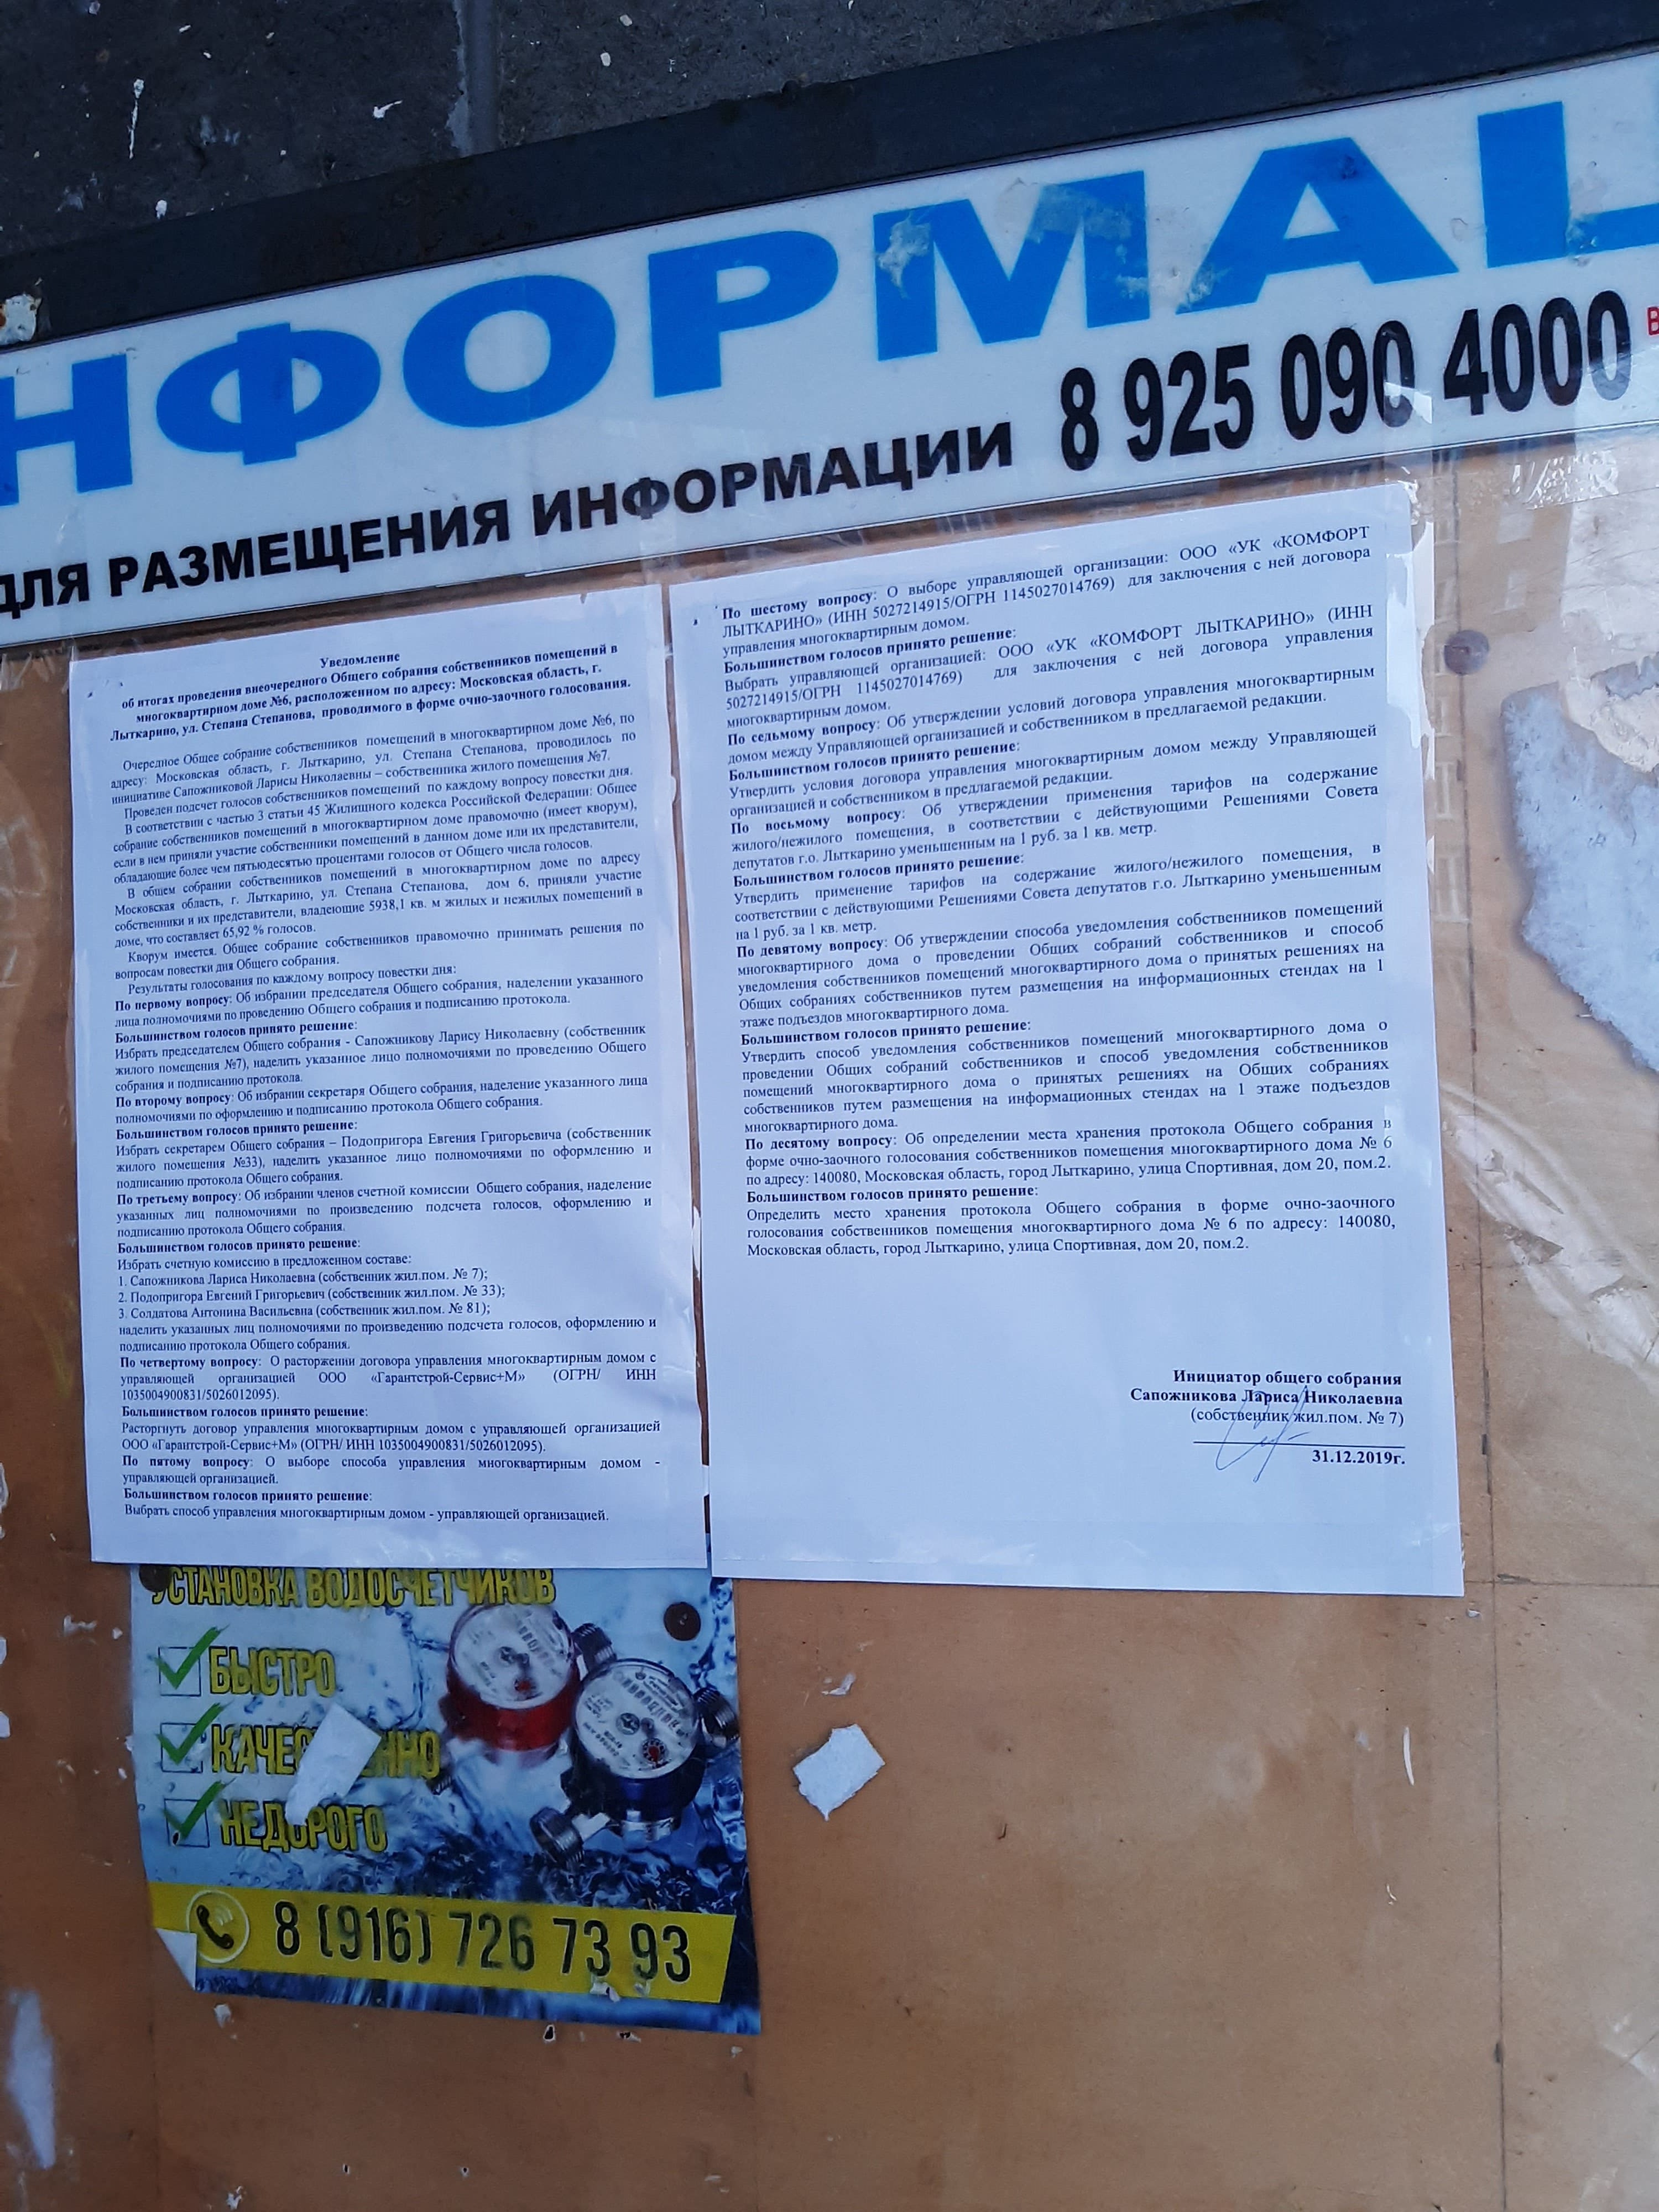 НФОРМАЦ
ДЛЯ РАЗМЕЩЕНИЯ ИНФОРМАЦИИ 8 925 090 4000
Уведомление
об итогах проведения внеочередного Общего собрания собственников помещений в
многоквартирном доме №6, расположенном по адресу: Московская область, г.
Лыткарино, ул. Степана Степанова, проводимого в форме очно-заочного голосования.
Очередное Общее собрание собственников помещений в многоквартирном доме №6, по
адресу: Московская область, г. Лыткарино, ул. Степана Степанова, проводилось по
инициативе Сапожниковой Ларисы Николаевны – собственника жилого помещения №7.
Проведен подсчет голосов собственников помещений по каждому вопросу повестки дня.
В соответствии с частью 3 статьи 45 Жилищного кодекса Российской Федерации: Общее
собрание собственников помещений в многоквартирном доме правомочно (имеет кворум),
если в нем приняли участие собственники помещений в данном доме или их представители,
обладающие более чем пятьюдесятью процентами голосов от Общего числа голосов.
В общем собрании собственников помещений в многоквартирном доме по адресу
Московская область, г. Лыткарино, ул. Степана Степанова, дом 6, приняли участие
собственники и их представители, владеющие 5938,1 кв. м жилых и нежилых помещений в
доме, что составляет 65,92 % голосов.
Кворум имеется. Общее собрание собственников правомочно принимать решения по
вопросам повестки дня Общего собрания.
Результаты голосования по каждому вопросу повестки дня:
По первому вопросу: Об избрании председателя Общего собрания, наделении указанного
лица полномочиями по проведению Общего собрания и подписанию протокола.
Большинством голосов принято решение:
Избрать председателем Общего собрания - Сапожникову Ларису Николаевну (собственник
жилого помещения №7), наделить указанное лицо полномочиями по проведению Общего
собрания и подписанию протокола.
По второму вопросу: Об избрании секретаря Общего собрания, наделение указанного лица
полномочиями по оформлению и подписанию протокола Общего собрания.
Большинством голосов принято решение:
Избрать секретарем Общего собрания – Подопригора Евгения Григорьевича (собственник
жилого помещения №33), наделить указанное лицо полномочиями по оформлению и
подписанию протокола Общего собрания.
По третьему вопросу: Об избрании членов счетной комиссии Общего собрания, наделение
указанных лиц полномочиями по произведению подсчета голосов, оформлению и
подписанию протокола Общего собрания.
Большинством голосов принято решение:
Избрать счетную комиссию в предложенном составе:
1. Сапожникова Лариса Николаевна (собственник жил.пом. № 7);
2. Подопригора Евгений Григорьевич (собственник жил.пом. № 33);
3. Солдатова Антонина Васильевна (собственник жил.пом. № 81);
наделить указанных лиц полномочиями по произведению подсчета голосов, оформлению и
подписанию протокола Общего собрания.
По четвертому вопросу: О расторжении договора управления многоквартирным домом с
управляющей организацией ООО «Гарантстрой-Сервис+М» (ОГРН/ ИНН
1035004900831/5026012095).
Большинством голосов принято решение:
Расторгнуть договор управления многоквартирным домом с управляющей организацией
ООО «Гарантстрой-Сервис+М» (ОГРН/ ИНН 1035004900831/5026012095).
По пятому вопросу: О выборе способа управления многоквартирным домом -
управляющей организацией.
Большинством голосов принято решение:
Выбрать способ управления многоквартирным домом - управляющей организацией.
По шестому вопросу: О выборе управляющей организации: ООО «УК «КОМФОРТ
ЛЫТКАРИНО» (ИНН 5027214915/ОГРН 1145027014769) для заключения с ней договора
управления многоквартирным домом.
Большинством голосов принято решение:
Выбрать управляющей организацией: ООО «УК «КОМФОРТ ЛЫТКАРИНО» (ИНН
5027214915/ОГРН 1145027014769) для заключения с ней договора управления
многоквартирным домом.
По седьмому вопросу: Об утверждении условий договора управления многоквартирным
домом между Управляющей организацией и собственником в предлагаемой редакции.
Большинством голосов принято решение:
Утвердить условия договора управления многоквартирным домом между Управляющей
организацией и собственником в предлагаемой редакции.
По восьмому вопросу: Об утверждении применения тарифов на содержание
жилого/нежилого помещения, в соответствии с действующими Решениями Совета
депутатов г.о. Лыткарино уменьшенным на 1 руб. за 1 кв. метр.
Большинством голосов принято решение:
Утвердить применение тарифов на содержание жилого/нежилого помещения, в
соответствии с действующими Решениями Совета депутатов г.о. Лыткарино уменьшенным
на 1 руб. за 1 кв. метр.
По девятому вопросу: Об утверждении способа уведомления собственников помещений
многоквартирного дома о проведении Общих собраний собственников и способ
уведомления собственников помещений многоквартирного дома о принятых решениях на
Общих собраниях собственников путем размещения на информационных стендах на 1
этаже подъездов многоквартирного дома.
Большинством голосов принято решение:
Утвердить способ уведомления собственников помещений многоквартирного дома о
проведении Общих собраний собственников и способ уведомления собственников
помещений многоквартирного дома о принятых решениях на Общих собраниях
собственников путем размещения на информационных стендах на 1 этаже подъездов
многоквартирного дома.
По десятому вопросу: Об определении места хранения протокола Общего собрания в
форме очно-заочного голосования собственников помещения многоквартирного дома № 6
по адресу: 140080, Московская область, город Лыткарино, улица Спортивная, дом 20, пом.2.
Большинством голосов принято решение:
Определить место хранения протокола Общего собрания в форме очно-заочного
голосования собственников помещения многоквартирного дома № 6 по адресу: 140080,
Московская область, город Лыткарино, улица Спортивная, дом 20, пом.2.
Инициатор общего собрания
Сапожникова Лариса Николаевна
(собственник жил.пом. № 7)
31.12.2019г.
УСТАНОВКА ВОДОСЧЕТЧИКОВ
БЫСТРО
НЕДОРОГО
8 (916) 726 73 93